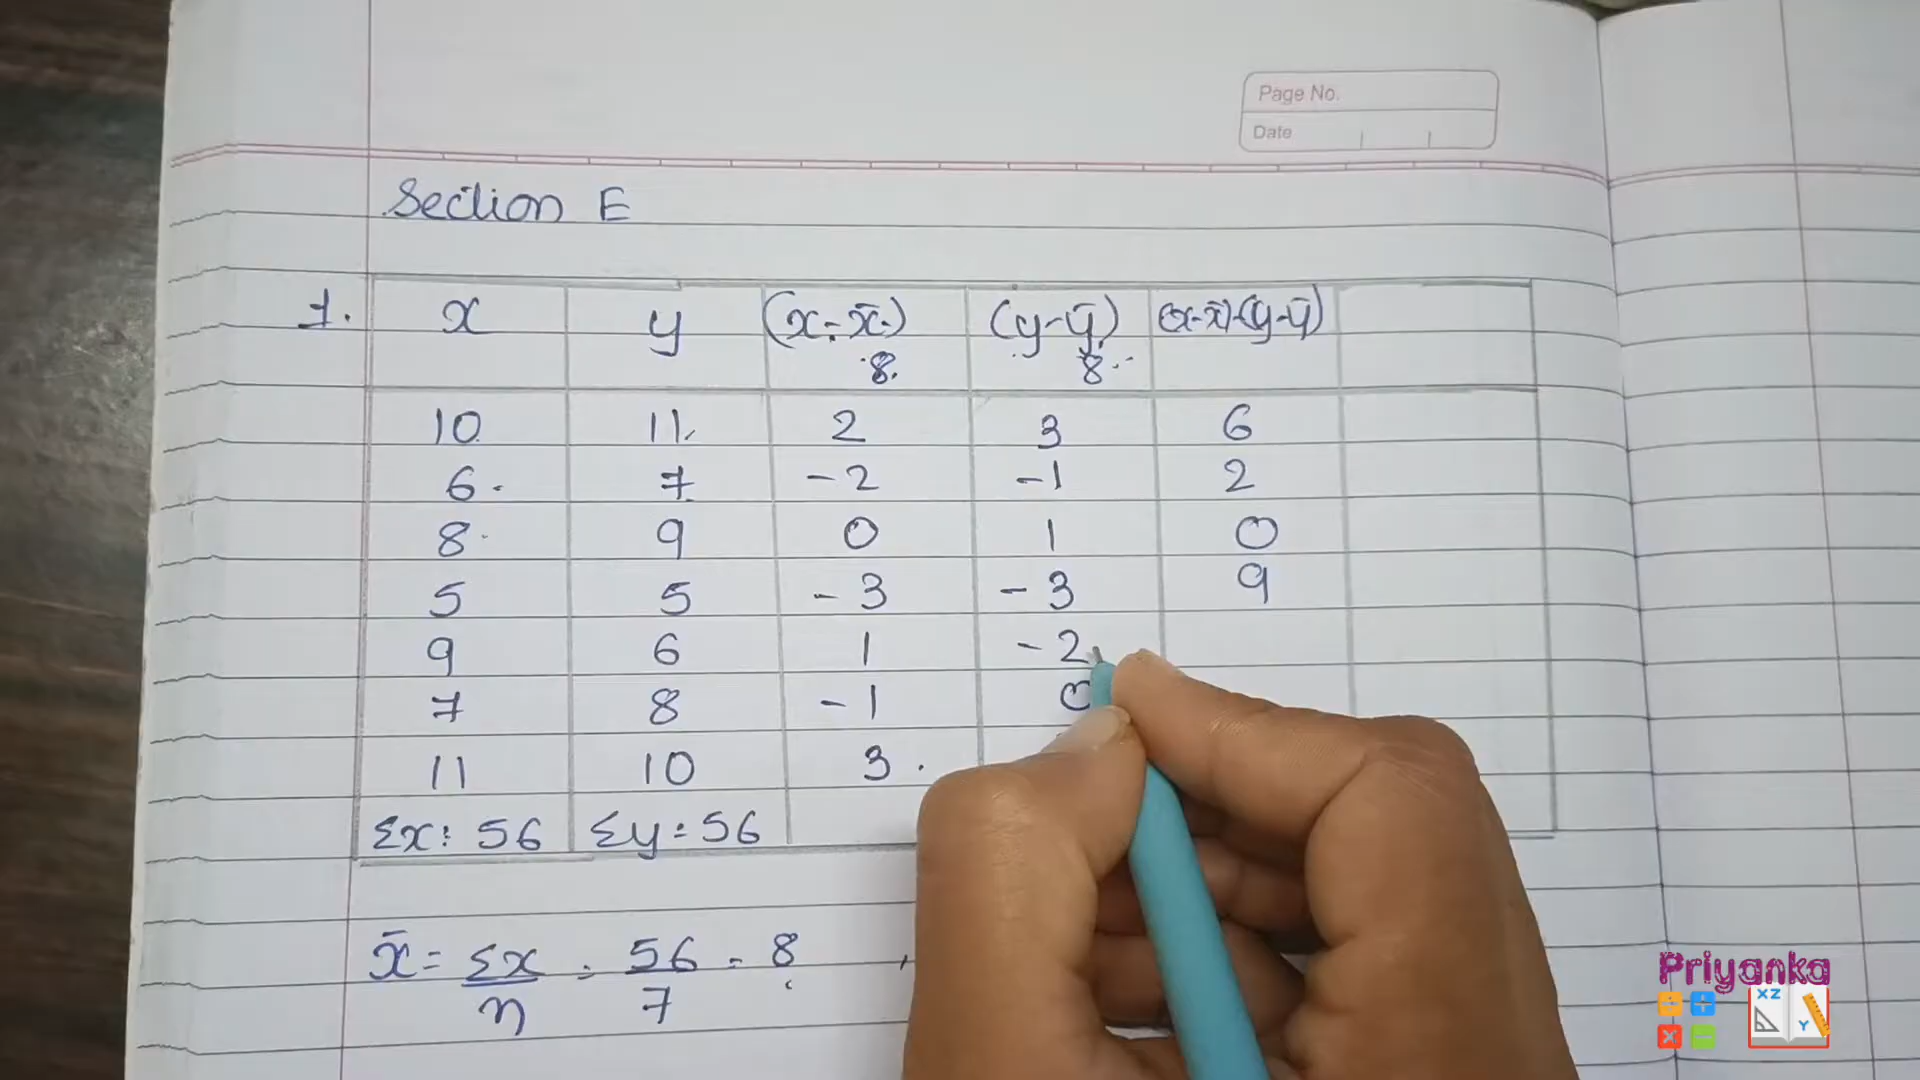 Page No.
Date
Section E
1. x y (x-x̄) (y-ȳ) (x-x̄)(y-ȳ)
8. 8
10 11 2 3 6
6 7 -2 -1 2
8 9 0 1 0
5 5 -3 -3 9
9 6 1 -2
7 8 -1 0
11 10 3
Σx: 56 Σy = 56
x̄ = Σx/n = 56/7 = 8
Priyanka
XZ
Y